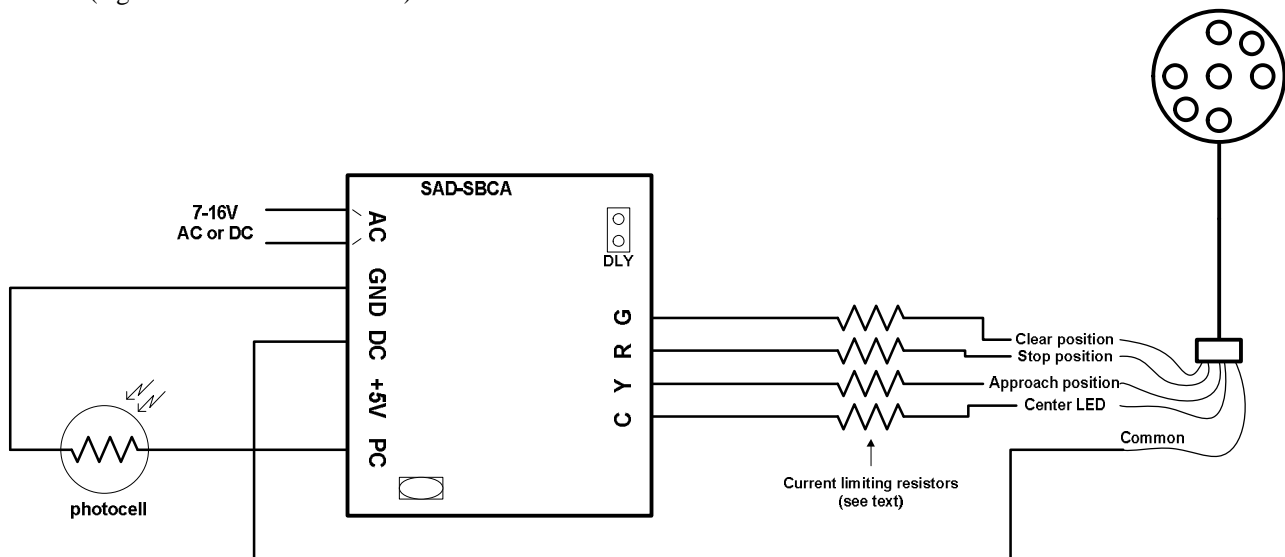 SAD-SBCA
7-16V
AC or DC
AC
GND
DC
+5V
PC
DLY
G
R
Y
C
Clear position
Stop position
Approach position
Center LED
Common
Current limiting resistors
(see text)
photocell